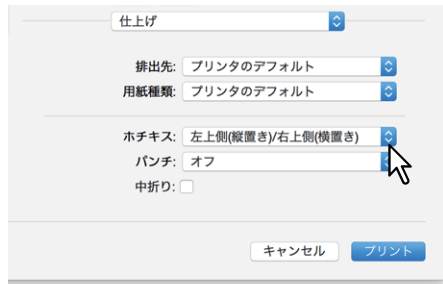 仕上げ
排出先: プリンタのデフォルト
用紙種類: プリンタのデフォルト
ホチキス: 左上側(縦置き)/右上側(横置き)
パンチ: オフ
中折り:
キャンセル プリント